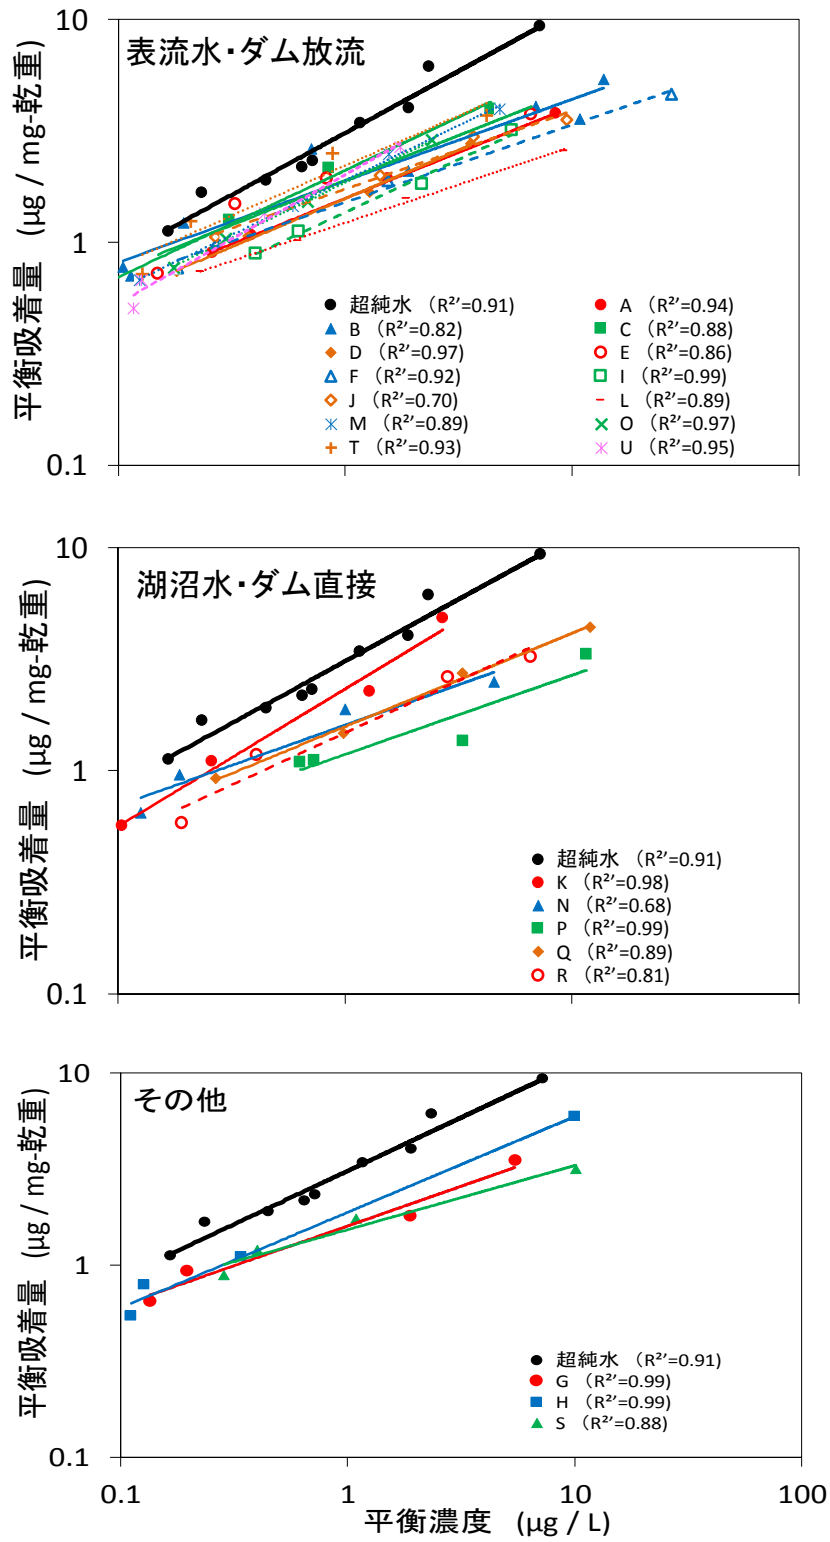 10
表流水・ダム放流
1
0.1
平衡吸着量 (μg / mg-乾重)
超純水 (R²'=0.91)
A (R²'=0.94)
B (R²'=0.82)
C (R²'=0.88)
D (R²'=0.97)
E (R²'=0.86)
F (R²'=0.92)
I (R²'=0.99)
J (R²'=0.70)
L (R²'=0.89)
M (R²'=0.89)
O (R²'=0.97)
T (R²'=0.93)
U (R²'=0.95)
10
湖沼水・ダム直接
1
0.1
平衡吸着量 (μg / mg-乾重)
超純水 (R²'=0.91)
K (R²'=0.98)
N (R²'=0.68)
P (R²'=0.99)
Q (R²'=0.89)
R (R²'=0.81)
10
その他
1
0.1
平衡吸着量 (μg / mg-乾重)
超純水 (R²'=0.91)
G (R²'=0.99)
H (R²'=0.99)
S (R²'=0.88)
0.1 1 10 100
平衡濃度 (μg / L)